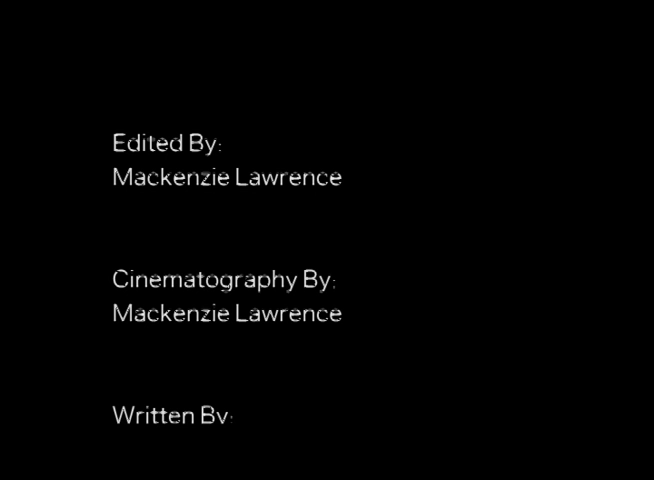 Edited By:
Mackenzie Lawrence
Cinematography By:
Mackenzie Lawrence
Written By: